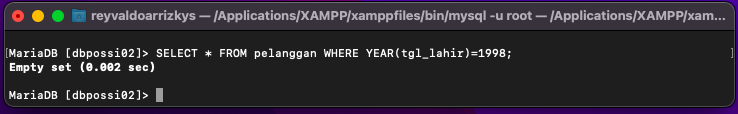 reyvaldoarrizkys — /Applications/XAMPP/xamppfiles/bin/mysql -u root — /Applications/XAMPP/xam...
MariaDB [dbpossi02]> SELECT * FROM pelanggan WHERE YEAR(tgl_lahir)=1998;
Empty set (0.002 sec)
MariaDB [dbpossi02]>